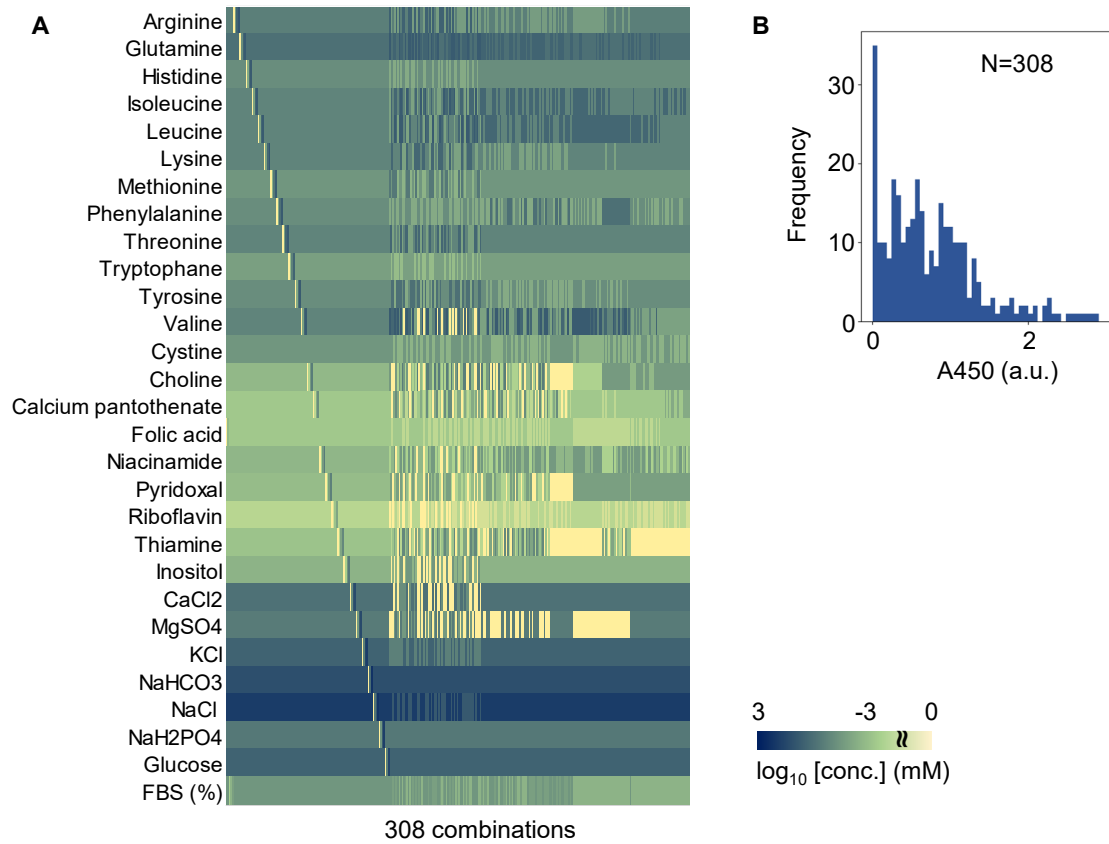 A
Arginine
Glutamine
Histidine
Isoleucine
Leucine
Lysine
Methionine
Phenylalanine
Threonine
Tryptophane
Tyrosine
Valine
Cystine
Choline
Calcium pantothenate
Folic acid
Niacinamide
Pyridoxal
Riboflavin
Thiamine
Inositol
CaCl2
MgSO4
KCl
NaHCO3
NaCl
NaH2PO4
Glucose
FBS (%)
308 combinations
B
N=308
Frequency
30
20
10
0
0 2
A450 (a.u.)
3 -3 0
≈
log₁₀ [conc.] (mM)